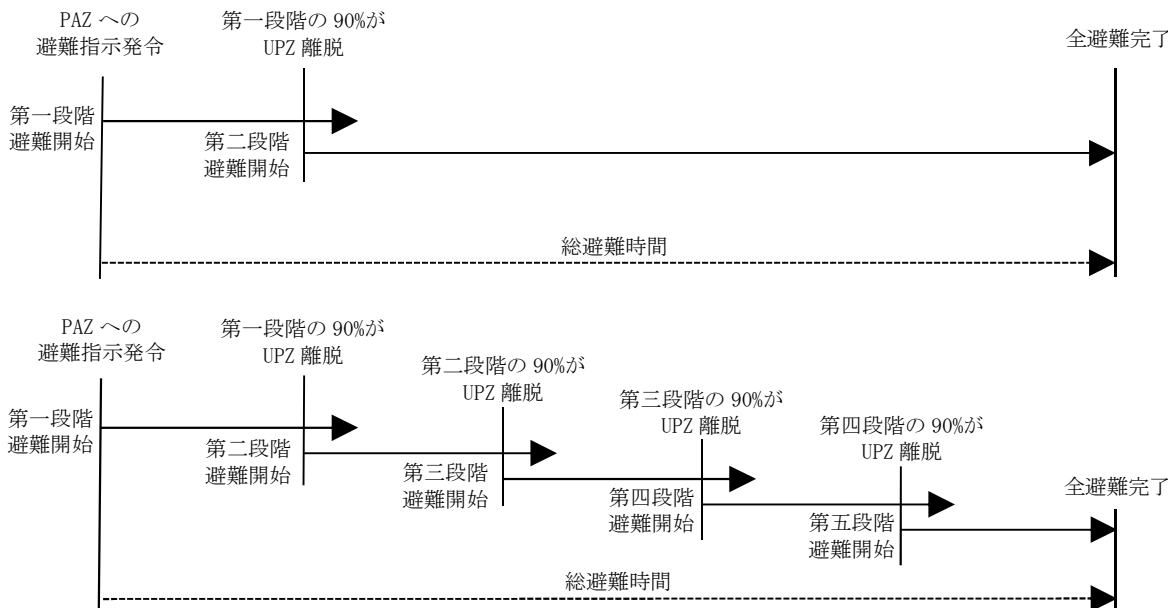 PAZ への
避難指示発令
第一段階の 90%が
UPZ 離脱
全避難完了
第一段階
避難開始
第二段階
避難開始
総避難時間
PAZ への
避難指示発令
第一段階の 90%が
UPZ 離脱
第二段階の 90%が
UPZ 離脱
第三段階の 90%が
UPZ 離脱
第四段階の 90%が
UPZ 離脱
第一段階
避難開始
第二段階
避難開始
第三段階
避難開始
第四段階
避難開始
第五段階
避難開始
全避難完了
総避難時間